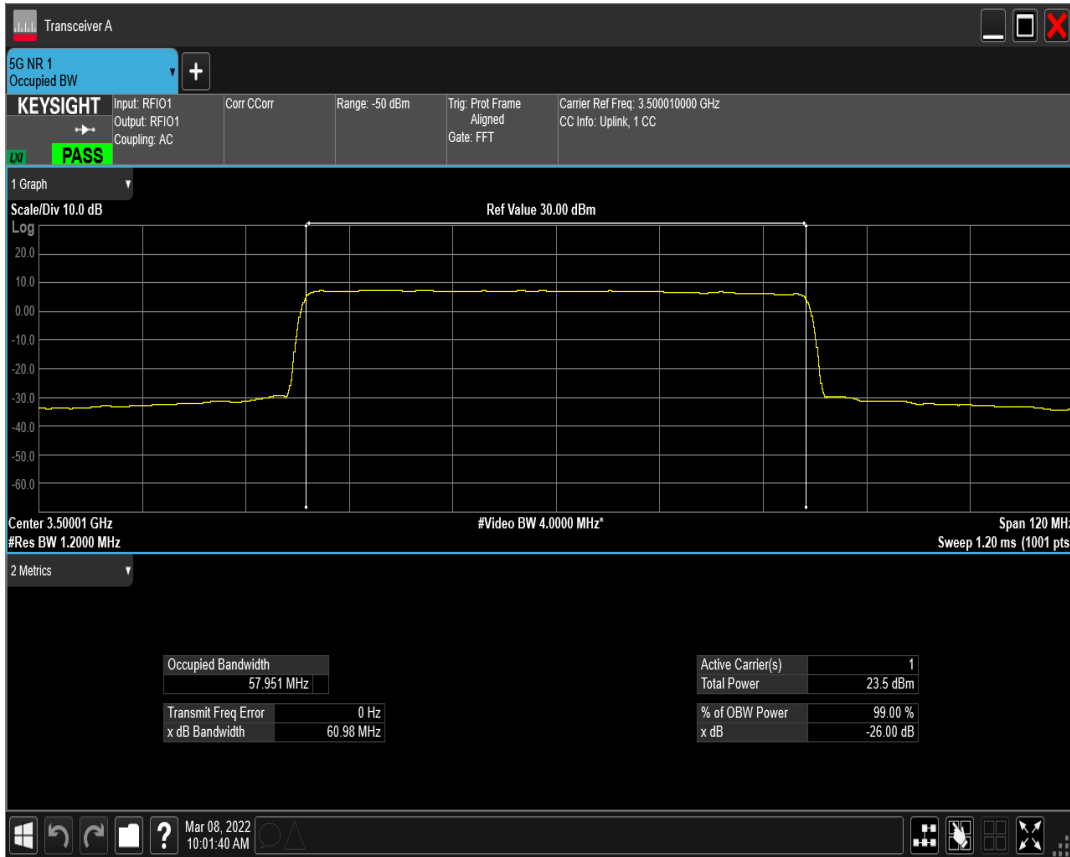 Transceiver A
5G NR 1
Occupied BW
KEYSIGHT
LXI
PASS
Input: RFIO1
Output: RFIO1
Coupling: AC
Corr CCorr
Range: -50 dBm
Trig: Prot Frame
Aligned
Gate: FFT
Carrier Ref Freq: 3.500010000 GHz
CC Info: Uplink, 1 CC
1 Graph
Scale/Div 10.0 dB
Ref Value 30.00 dBm
Log
20.0
10.0
0.00
-10.0
-20.0
-30.0
-40.0
-50.0
-60.0
Center 3.50001 GHz
#Video BW 4.0000 MHz*
Span 120 MHz
#Res BW 1.2000 MHz
Sweep 1.20 ms (1001 pts
2 Metrics
Occupied Bandwidth
57.951 MHz
Transmit Freq Error 0 Hz
x dB Bandwidth 60.98 MHz
Active Carrier(s) 1
Total Power 23.5 dBm
% of OBW Power 99.00 %
x dB -26.00 dB
?
Mar 08, 2022
10:01:40 AM